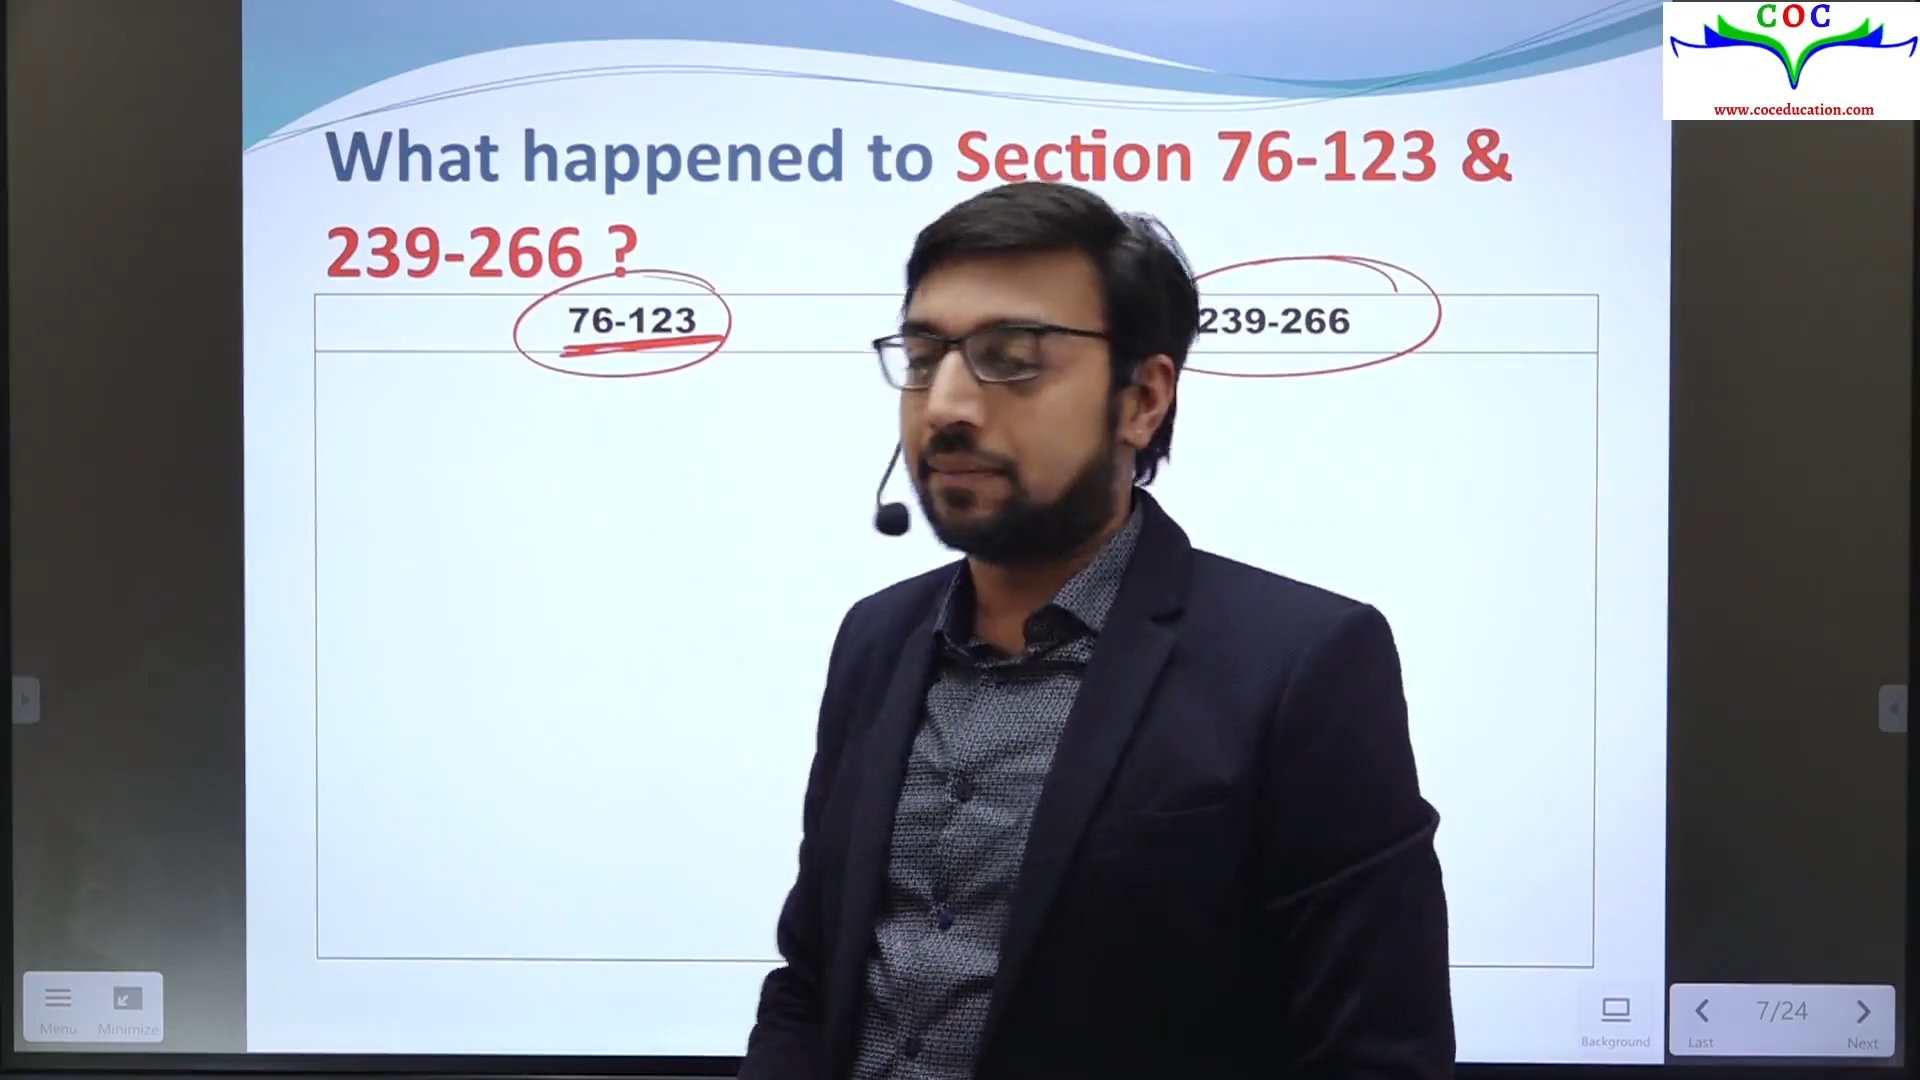 COC
www.coceducation.com
What happened to Section 76-123 &
239-266 ?
76-123
239-266
Menu
Minimize
Background
7/24
Last
Next